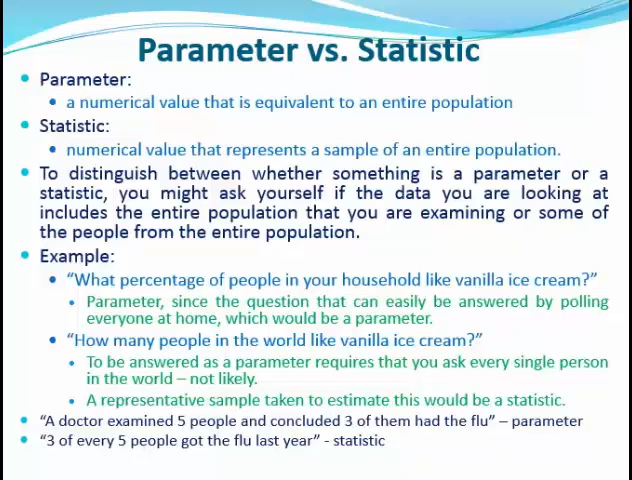 Parameter vs. Statistic
Parameter:
a numerical value that is equivalent to an entire population
Statistic:
numerical value that represents a sample of an entire population.
To distinguish between whether something is a parameter or a
statistic, you might ask yourself if the data you are looking at
includes the entire population that you are examining or some of
the people from the entire population.
Example:
“What percentage of people in your household like vanilla ice cream?”
Parameter, since the question that can easily be answered by polling
everyone at home, which would be a parameter.
“How many people in the world like vanilla ice cream?”
To be answered as a parameter requires that you ask every single person
in the world – not likely.
A representative sample taken to estimate this would be a statistic.
“A doctor examined 5 people and concluded 3 of them had the flu” – parameter
“3 of every 5 people got the flu last year” - statistic